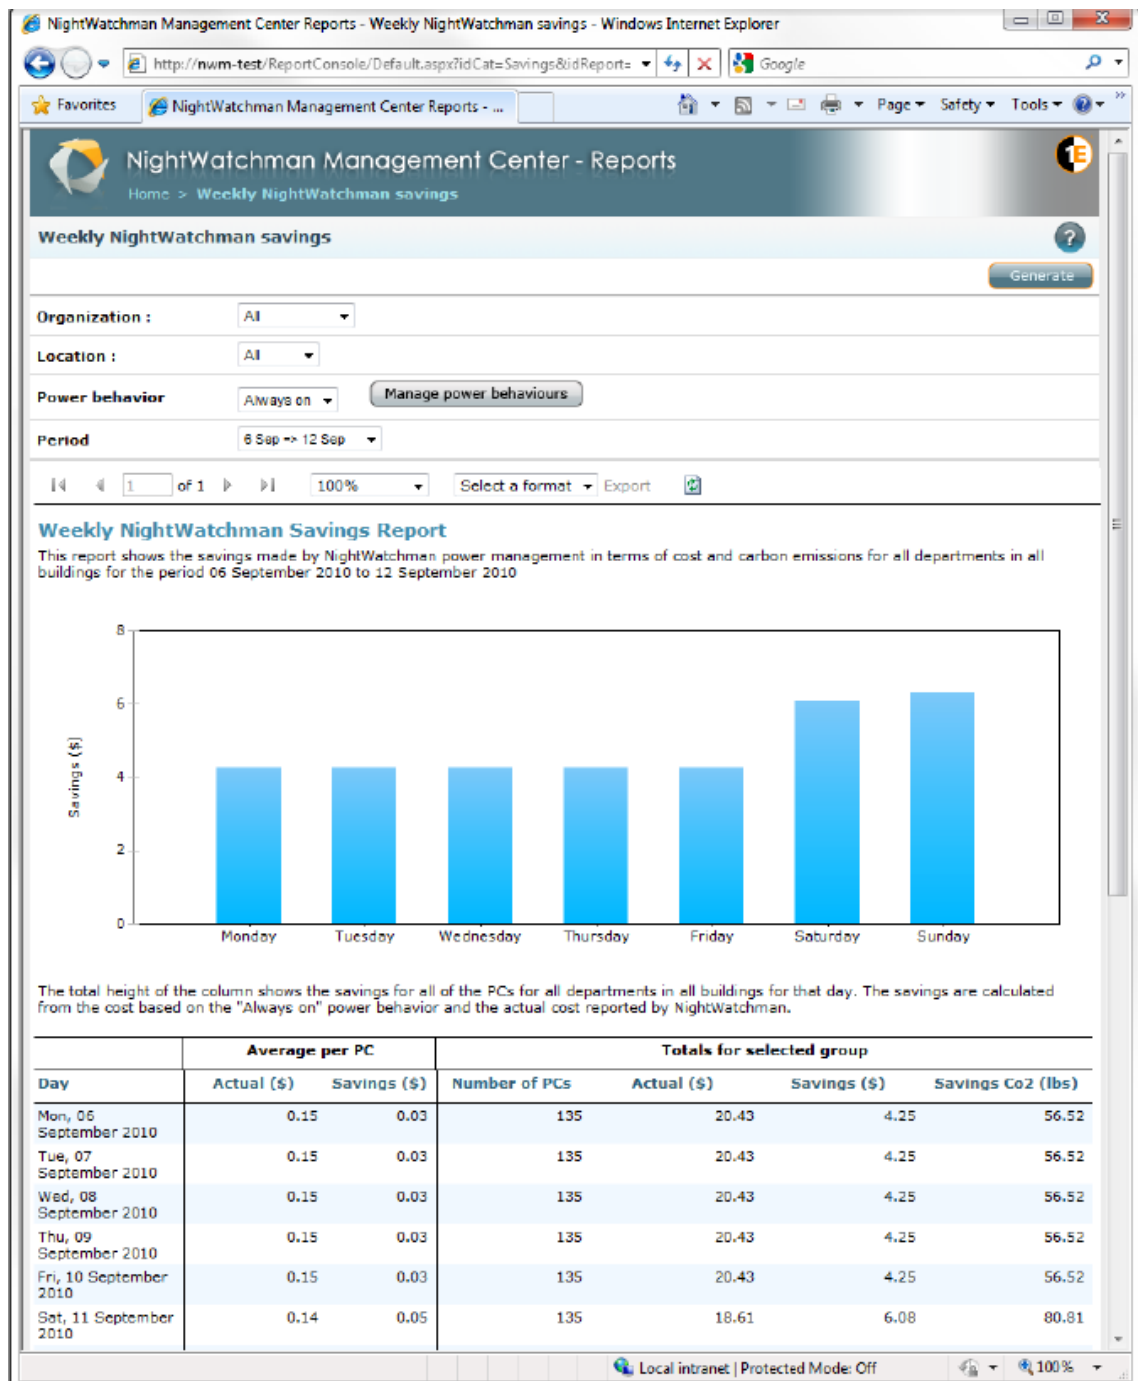 NightWatchman Management Center Reports - Weekly NightWatchman savings - Windows Internet Explorer
http://nwm-test/ReportConsole/Default.aspx?idCat=Savings&idReport=
Google
Favorites
NightWatchman Management Center Reports - ...
Page
Safety
Tools
NightWatchman Management Center - Reports
1E
Home > Weekly NightWatchman savings
Weekly NightWatchman savings
?
Generate
Organization :
All
Location :
All
Power behavior
Always on
Manage power behaviours
Period
6 Sep => 12 Sep
1 of 1
100%
Select a format
Export
Weekly NightWatchman Savings Report
This report shows the savings made by NightWatchman power management in terms of cost and carbon emissions for all departments in all
buildings for the period 06 September 2010 to 12 September 2010
8
6
4
2
0
Savings ($)
Monday Tuesday Wednesday Thursday Friday Saturday Sunday
The total height of the column shows the savings for all of the PCs for all departments in all buildings for that day. The savings are calculated
from the cost based on the "Always on" power behavior and the actual cost reported by NightWatchman.
Average per PC Totals for selected group
Day Actual ($) Savings ($) Number of PCs Actual ($) Savings ($) Savings Co2 (lbs)
Mon, 06 0.15 0.03 135 20.43 4.25 56.52
September 2010
Tue, 07 0.15 0.03 135 20.43 4.25 56.52
September 2010
Wed, 08 0.15 0.03 135 20.43 4.25 56.52
September 2010
Thu, 09 0.15 0.03 135 20.43 4.25 56.52
September 2010
Fri, 10 September 0.15 0.03 135 20.43 4.25 56.52
2010
Sat, 11 September 0.14 0.05 135 18.61 6.08 80.81
2010
Local intranet | Protected Mode: Off
100%